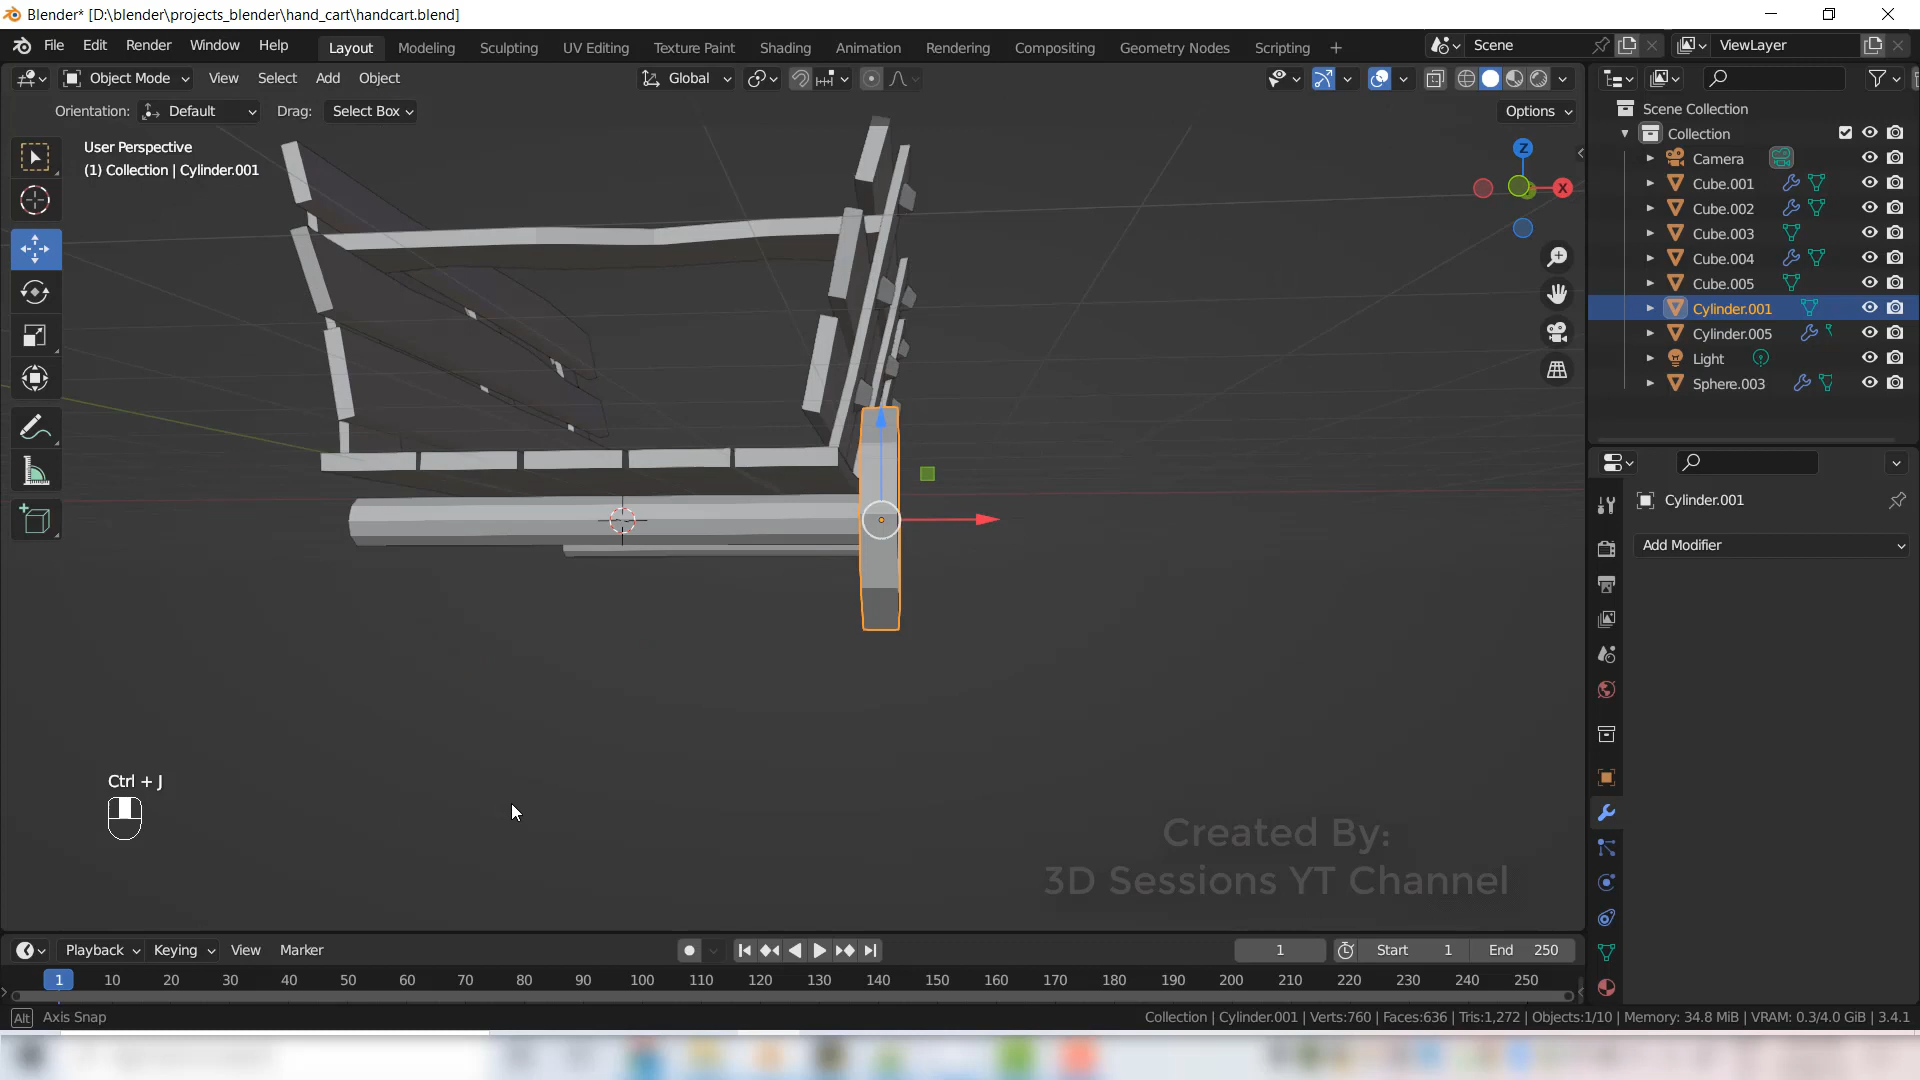 Blender* [D:\blender\projects_blender\hand_cart\handcart.blend]
File Edit Render Window Help Layout Modeling Sculpting UV Editing Texture Paint Shading Animation Rendering Compositing Geometry Nodes Scripting + Scene ViewLayer
Object Mode View Select Add Object Global
Orientation: Default Drag: Select Box Options
User Perspective
(1) Collection | Cylinder.001
Z
X
Scene Collection
Collection
Camera
Cube.001
Cube.002
Cube.003
Cube.004
Cube.005
Cylinder.001
Cylinder.005
Light
Sphere.003
Cylinder.001
Add Modifier
Ctrl + J
Created By:
3D Sessions YT Channel
Playback Keying View Marker 1 Start 1 End 250
1 10 20 30 40 50 60 70 80 90 100 110 120 130 140 150 160 170 180 190 200 210 220 230 240 250
Alt Axis Snap
Collection | Cylinder.001 | Verts:760 | Faces:636 | Tris:1,272 | Objects:1/10 | Memory: 34.8 MiB | VRAM: 0.3/4.0 GiB | 3.4.1